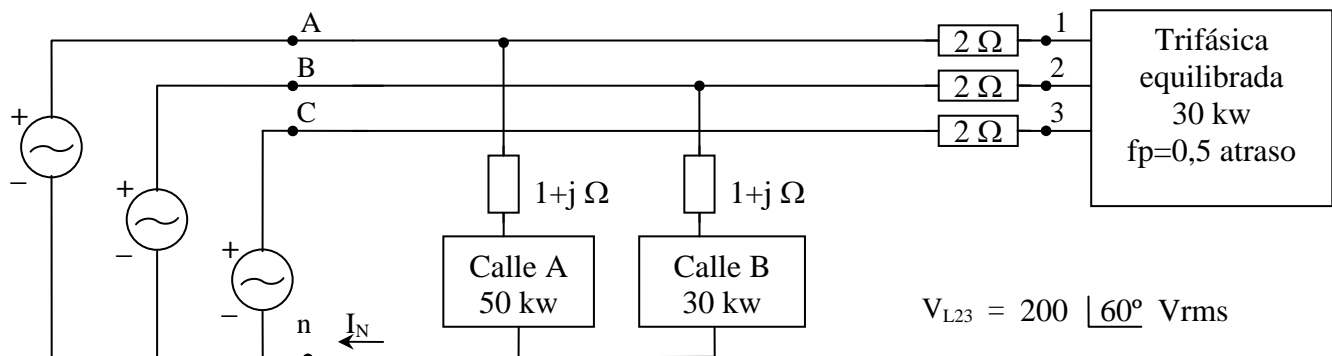 A
B
C
+
−
+
−
+
−
n
I_N
2 Ω
2 Ω
2 Ω
1
2
3
Trifásica
equilibrada
30 kw
fp=0,5 atraso
1+j Ω
1+j Ω
Calle A
50 kw
Calle B
30 kw
V_L23 = 200 |60º Vrms